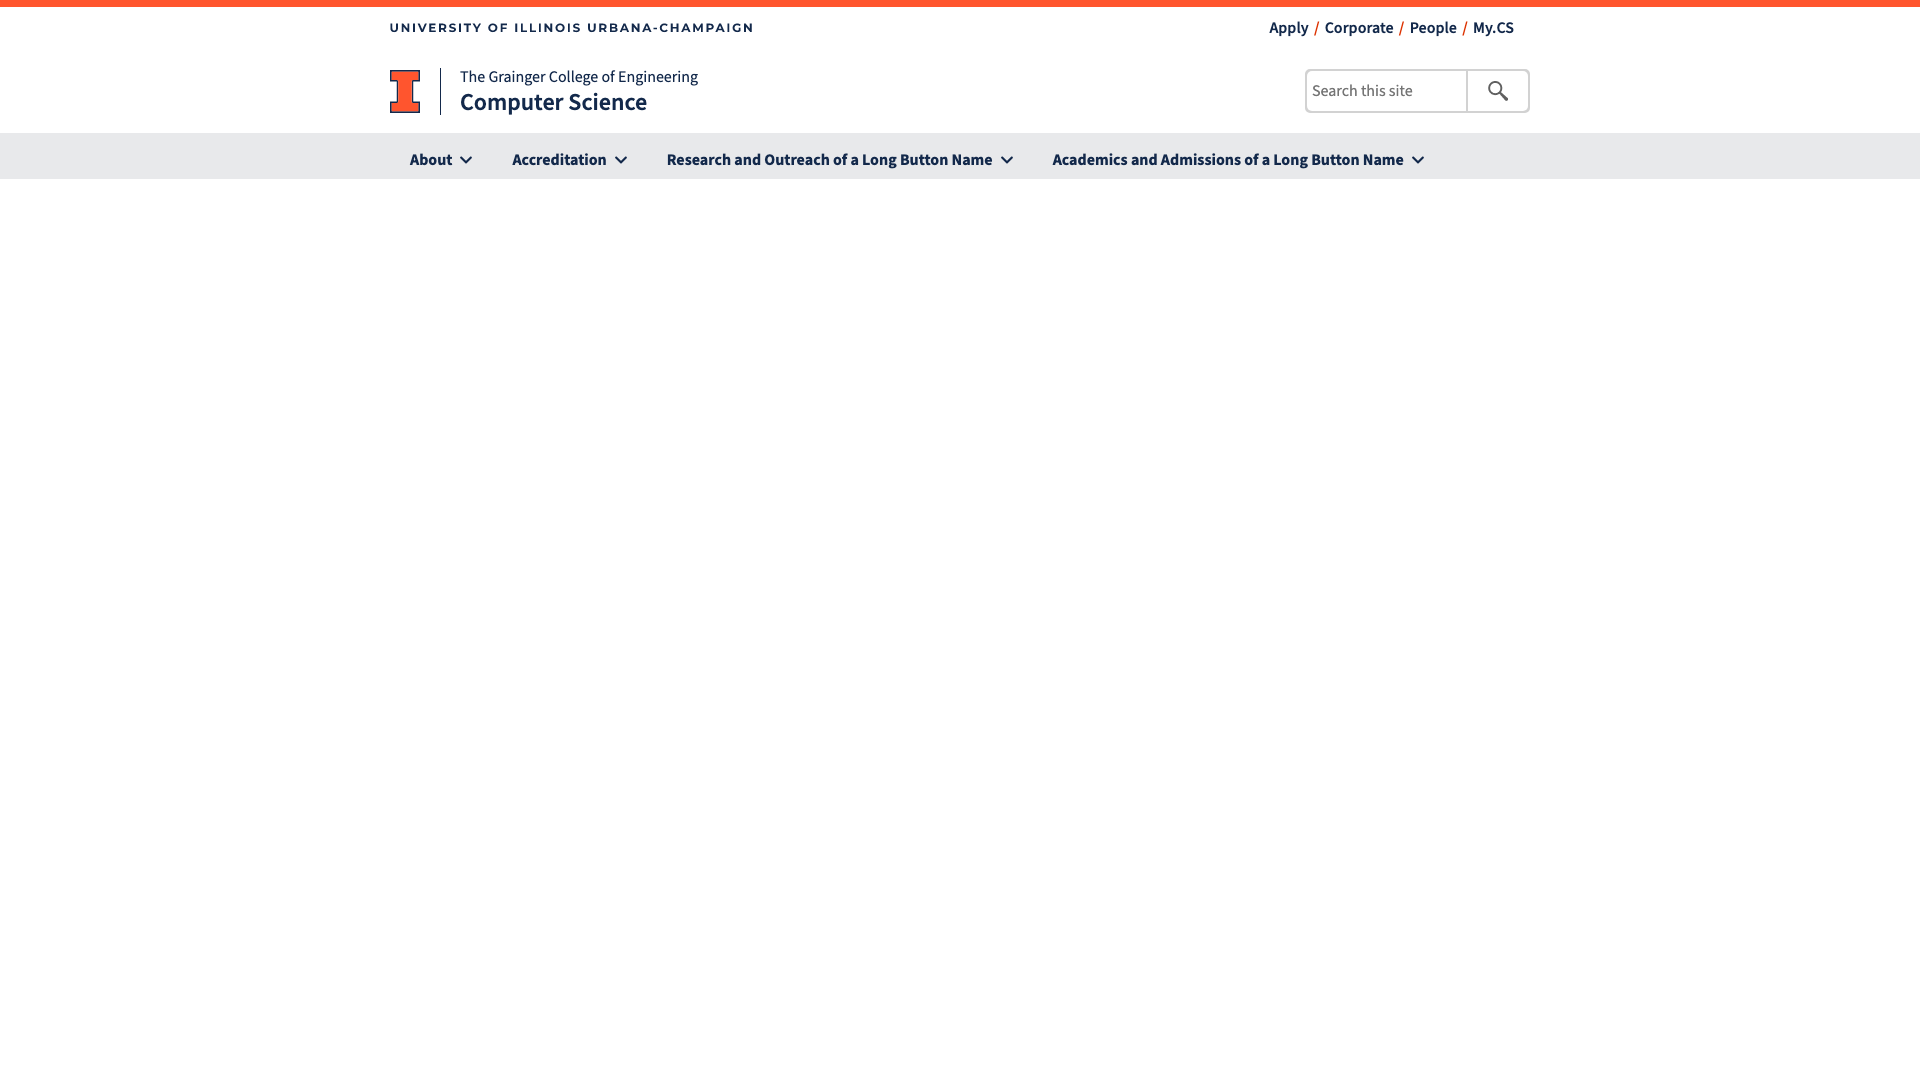 UNIVERSITY OF ILLINOIS URBANA-CHAMPAIGN
Apply / Corporate / People / My.CS
The Grainger College of Engineering
Computer Science
Search this site
About
Accreditation
Research and Outreach of a Long Button Name
Academics and Admissions of a Long Button Name